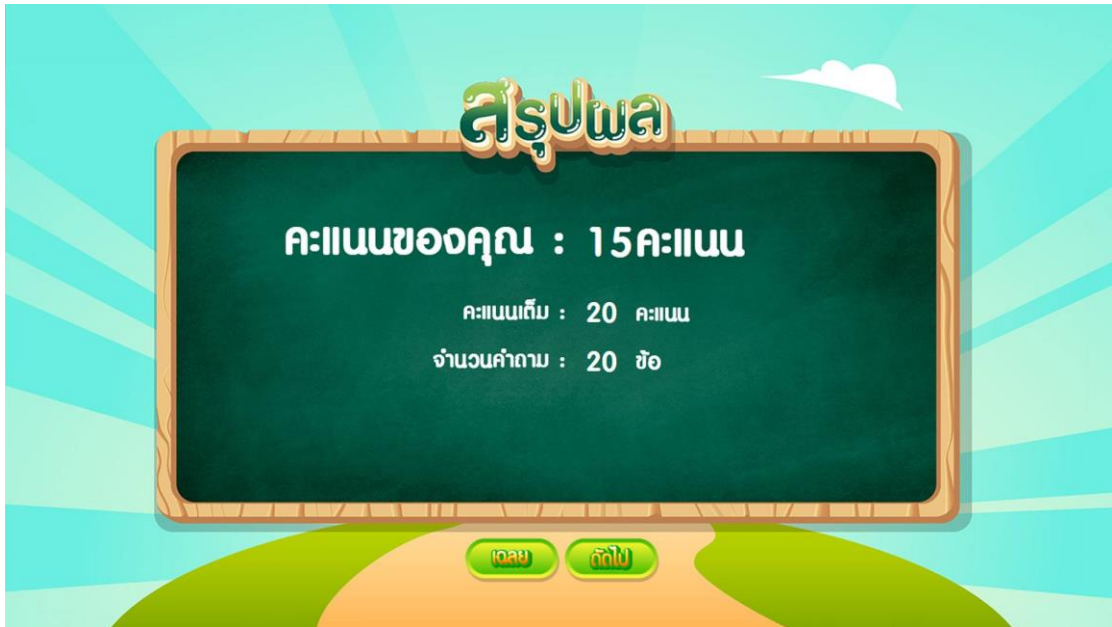 สรุปผล
คะแนนของคุณ : 15คะแนน
คะแนนเต็ม : 20 คะแนน
จำนวนคำถาม : 20 ข้อ
เฉลย ถัดไป